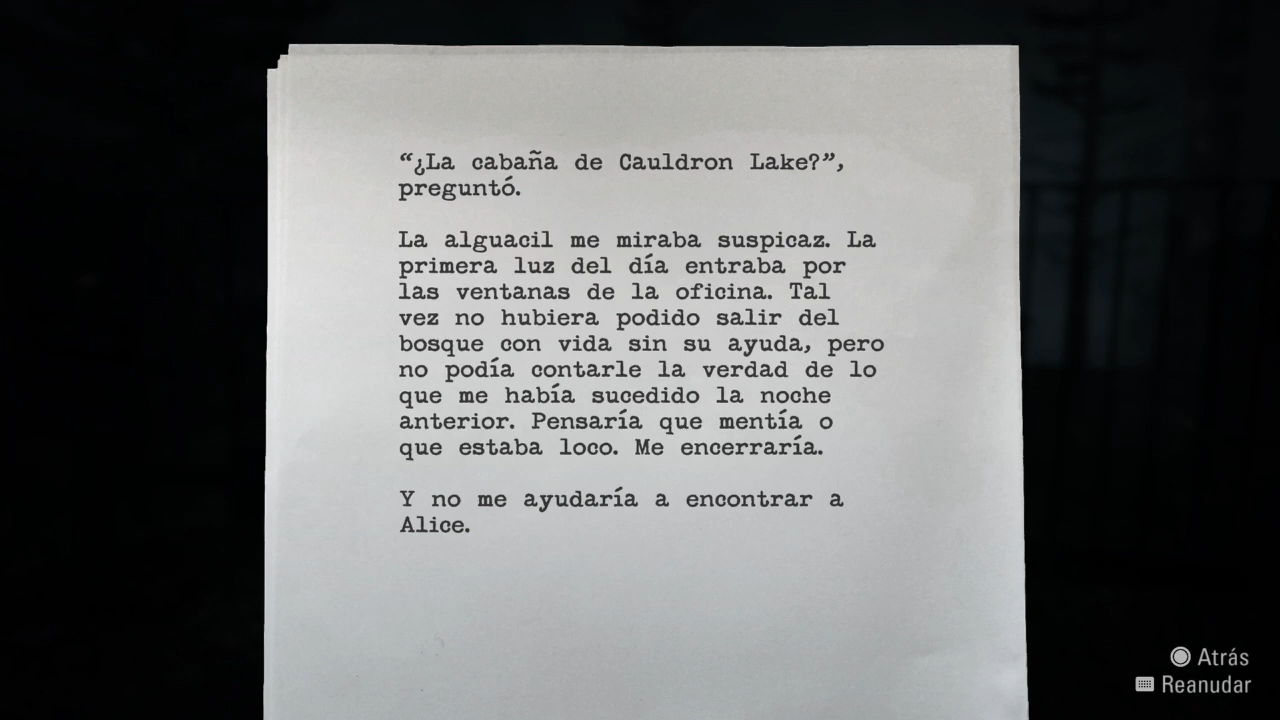 “¿La cabaña de Cauldron Lake?”,
preguntó.
La alguacil me miraba suspicaz. La
primera luz del día entraba por
las ventanas de la oficina. Tal
vez no hubiera podido salir del
bosque con vida sin su ayuda, pero
no podía contarle la verdad de lo
que me había sucedido la noche
anterior. Pensaría que mentía o
que estaba loco. Me encerraría.
Y no me ayudaría a encontrar a
Alice.
Atrás
Reanudar